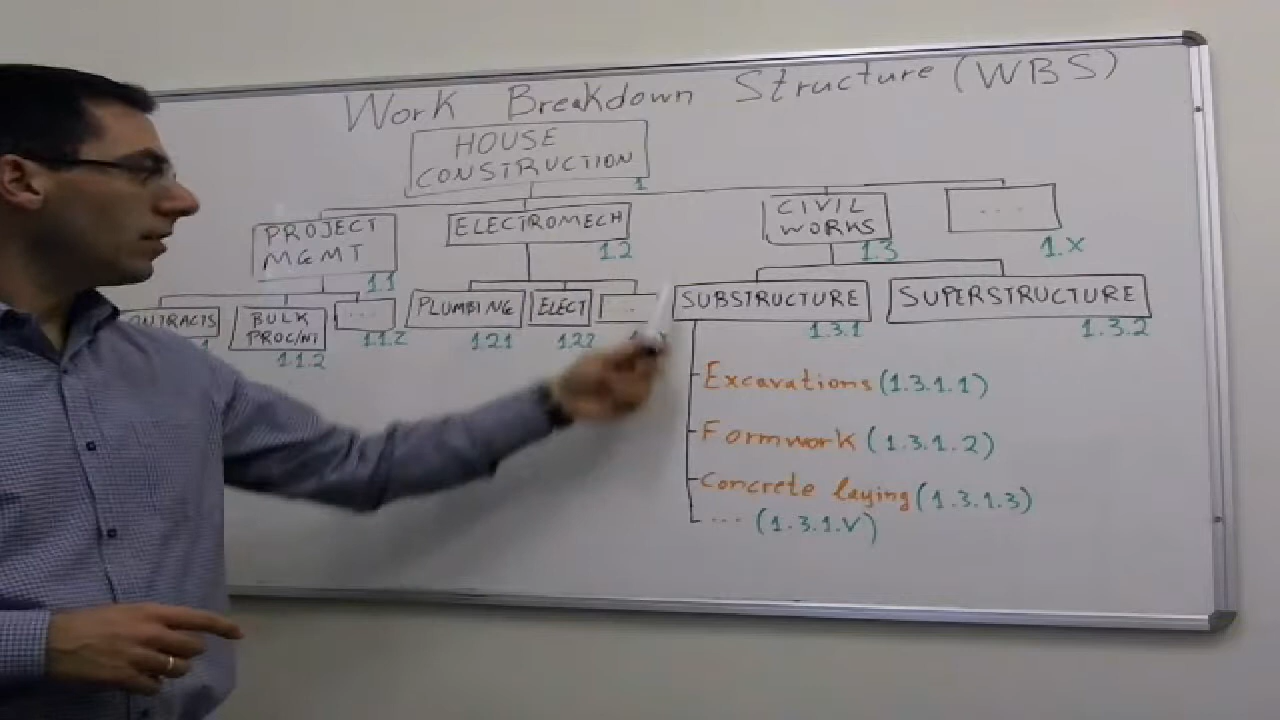 Work Breakdown Structure (WBS)
HOUSE
CONSTRUCTION
1
PROJECT
MGMT
1.1
ELECTROMECH
1.2
CIVIL
WORKS
1.3
....
1.X
ONTRACTS
BULK
PROC/NT
1.1.2
...
1.1.Z
PLUMBING
1.2.1
ELECT
1.2.2
SUBSTRUCTURE
1.3.1
SUPERSTRUCTURE
1.3.2
Excavations (1.3.1.1)
Formwork (1.3.1.2)
Concrete laying (1.3.1.3)
... (1.3.1.V)